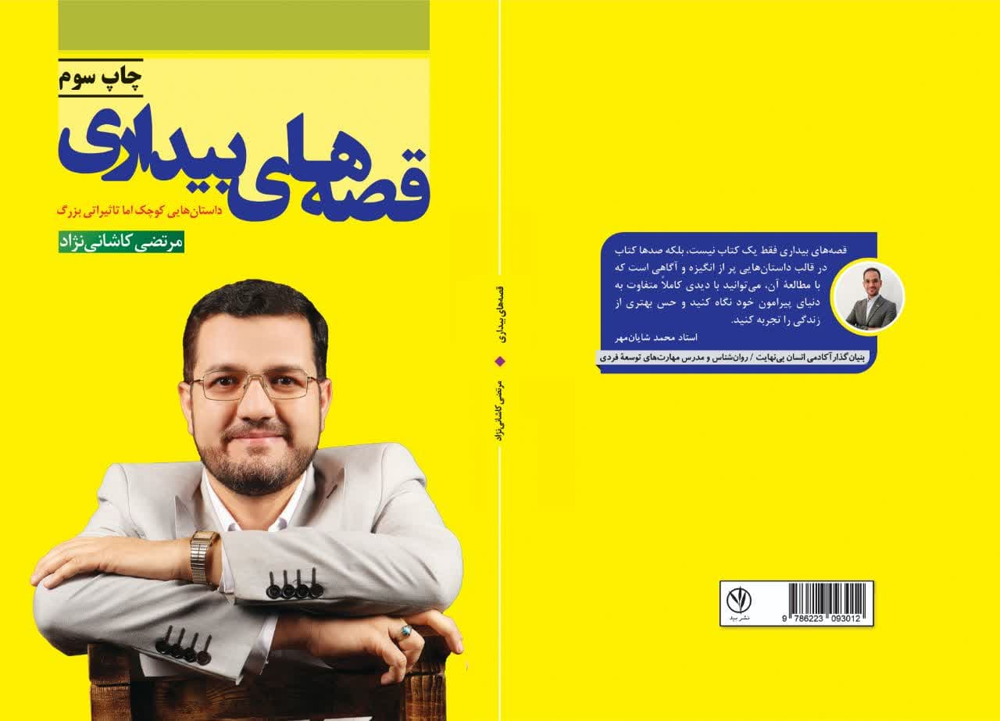 چاپ سوم
قصه‌های بیداری
داستان‌هایی کوچک اما تاثیراتی بزرگ
مرتضی کاشانی‌نژاد
قصه‌های بیداری
مرتضی کاشانی‌نژاد
قصه‌های بیداری فقط یک کتاب نیست، بلکه صدها کتاب
در قالب داستان‌هایی پر از انگیزه و آگاهی است که
با مطالعهٔ آن، می‌توانید با دیدی کاملاً متفاوت به
دنیای پیرامون خود نگاه کنید و حس بهتری از
زندگی را تجربه کنید.
استاد محمد شایان‌مهر
بنیان‌گذار آکادمی انسان بی‌نهایت / روان‌شناس و مدرس مهارت‌های توسعهٔ فردی
نشر بید
9 786223 093012